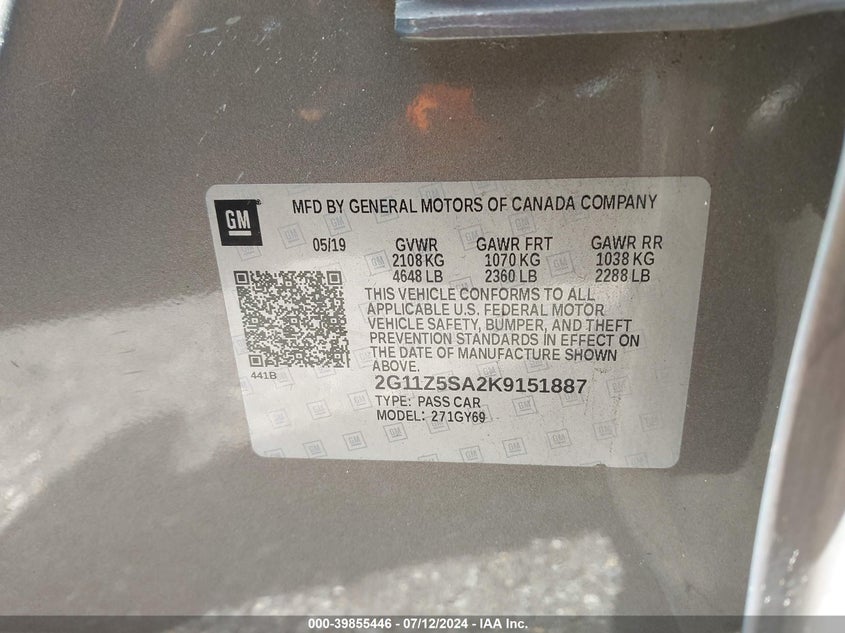 GM
MFD BY GENERAL MOTORS OF CANADA COMPANY
05/19 GVWR GAWR FRT GAWR RR
2108 KG 1070 KG 1038 KG
4648 LB 2360 LB 2288 LB
THIS VEHICLE CONFORMS TO ALL
APPLICABLE U.S. FEDERAL MOTOR
VEHICLE SAFETY, BUMPER, AND THEFT
PREVENTION STANDARDS IN EFFECT ON
THE DATE OF MANUFACTURE SHOWN
ABOVE.
441B
2G11Z5SA2K9151887
TYPE: PASS CAR
MODEL: 271GY69
000-39855446 - 07/12/2024 - IAA Inc.